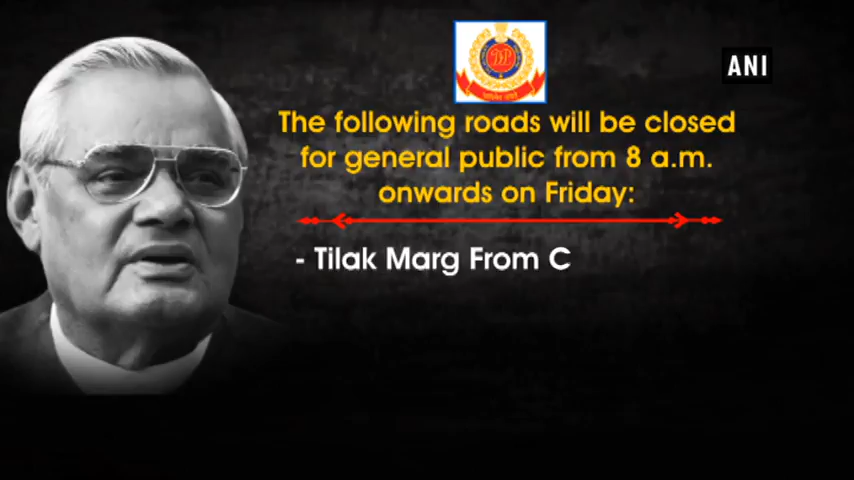 ANI
The following roads will be closed
for general public from 8 a.m.
onwards on Friday:
- Tilak Marg From C